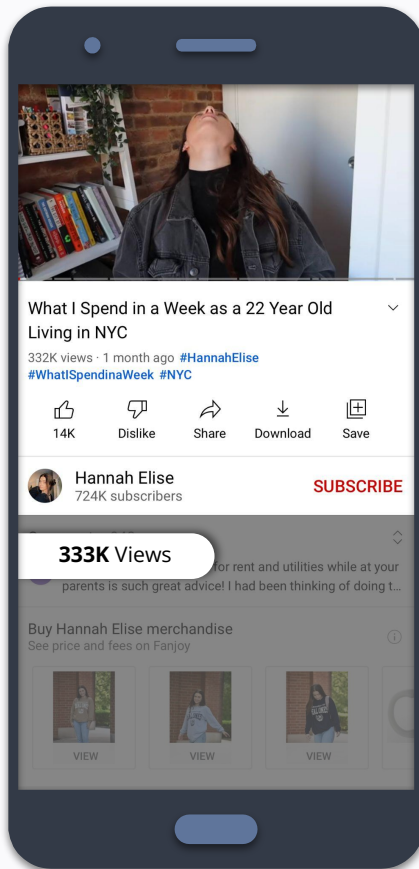 What I Spend in a Week as a 22 Year Old
Living in NYC
332K views · 1 month ago #HannahElise
#WhatISpendinaWeek #NYC
14K
Dislike
Share
Download
Save
Hannah Elise
724K subscribers
SUBSCRIBE
333K Views
for rent and utilities while at your
parents is such great advice! I had been thinking of doing t...
Buy Hannah Elise merchandise
See price and fees on Fanjoy
VIEW
VIEW
VIEW